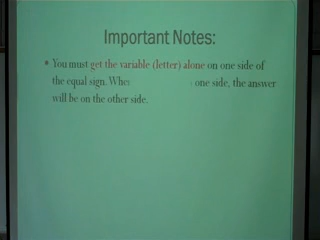 Important Notes:
• You must get the variable (letter) alone on one side of
the equal sign. one side, the answer
will be on the other side.